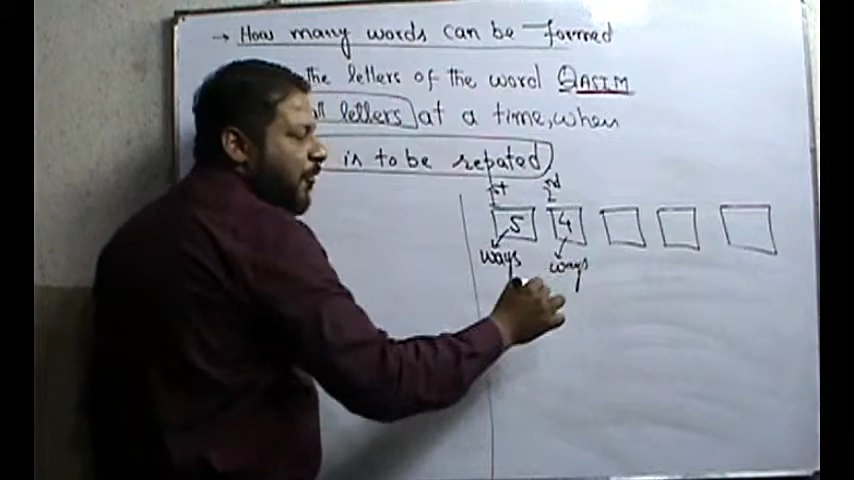 → How many words can be formed
the letters of the word QASIM
letters at a time, when
is to be repated
1st 2nd
5 4
ways ways